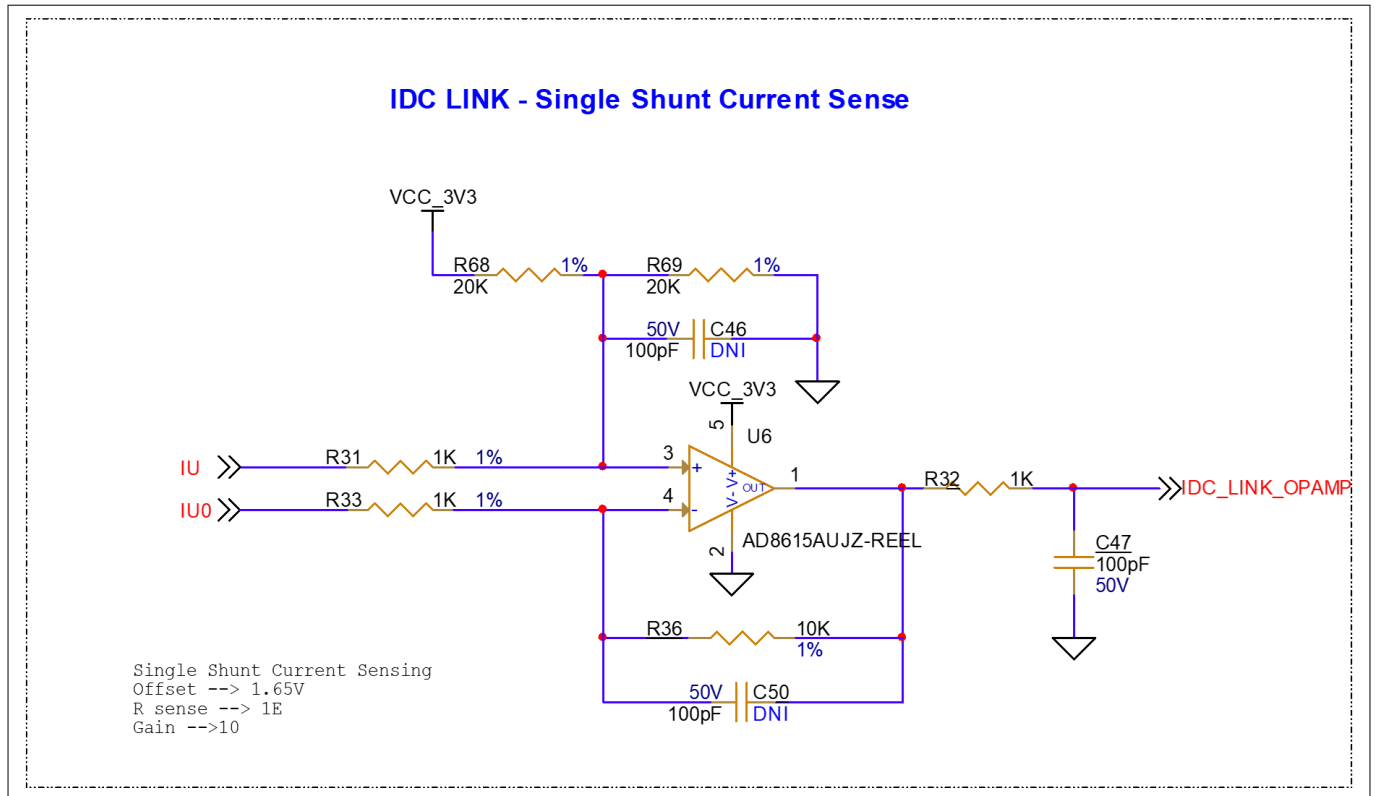 IDC LINK - Single Shunt Current Sense
VCC_3V3
R68 1% R69 1%
20K 20K
50V C46
100pF DNI
VCC_3V3
5
U6
IU R31 1K 1% 3 +
V+ OUT 1 R32 1K IDC_LINK_OPAMP
IU0 R33 1K 1% 4 - V-
2 AD8615AUJZ-REEL
C47
100pF
50V
R36 10K
1%
50V C50
100pF DNI
Single Shunt Current Sensing
Offset --> 1.65V
R sense --> 1E
Gain -->10